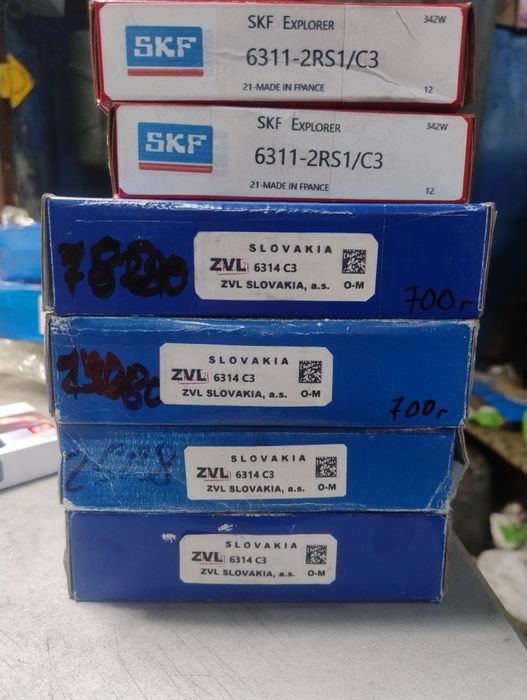 SKF
SKF EXPLORER
342W
6311-2RS1/C3
21-MADE IN FPANCE
12
SKF
SKF EXPLORER
342W
6311-2RS1/C3
21-MADE IN FPANCE
12
SLOVAKIA
ZVL 6314 C3
ZVL SLOVAKIA, a.s. O-M
700г
SLOVAKIA
ZVL 6314 C3
ZVL SLOVAKIA, a.s. O-M
700г
SLOVAKIA
ZVL 6314 C3
ZVL SLOVAKIA, a.s. O-M
SLOVAKIA
ZVL 6314 C3
ZVL SLOVAKIA, a.s. O-M